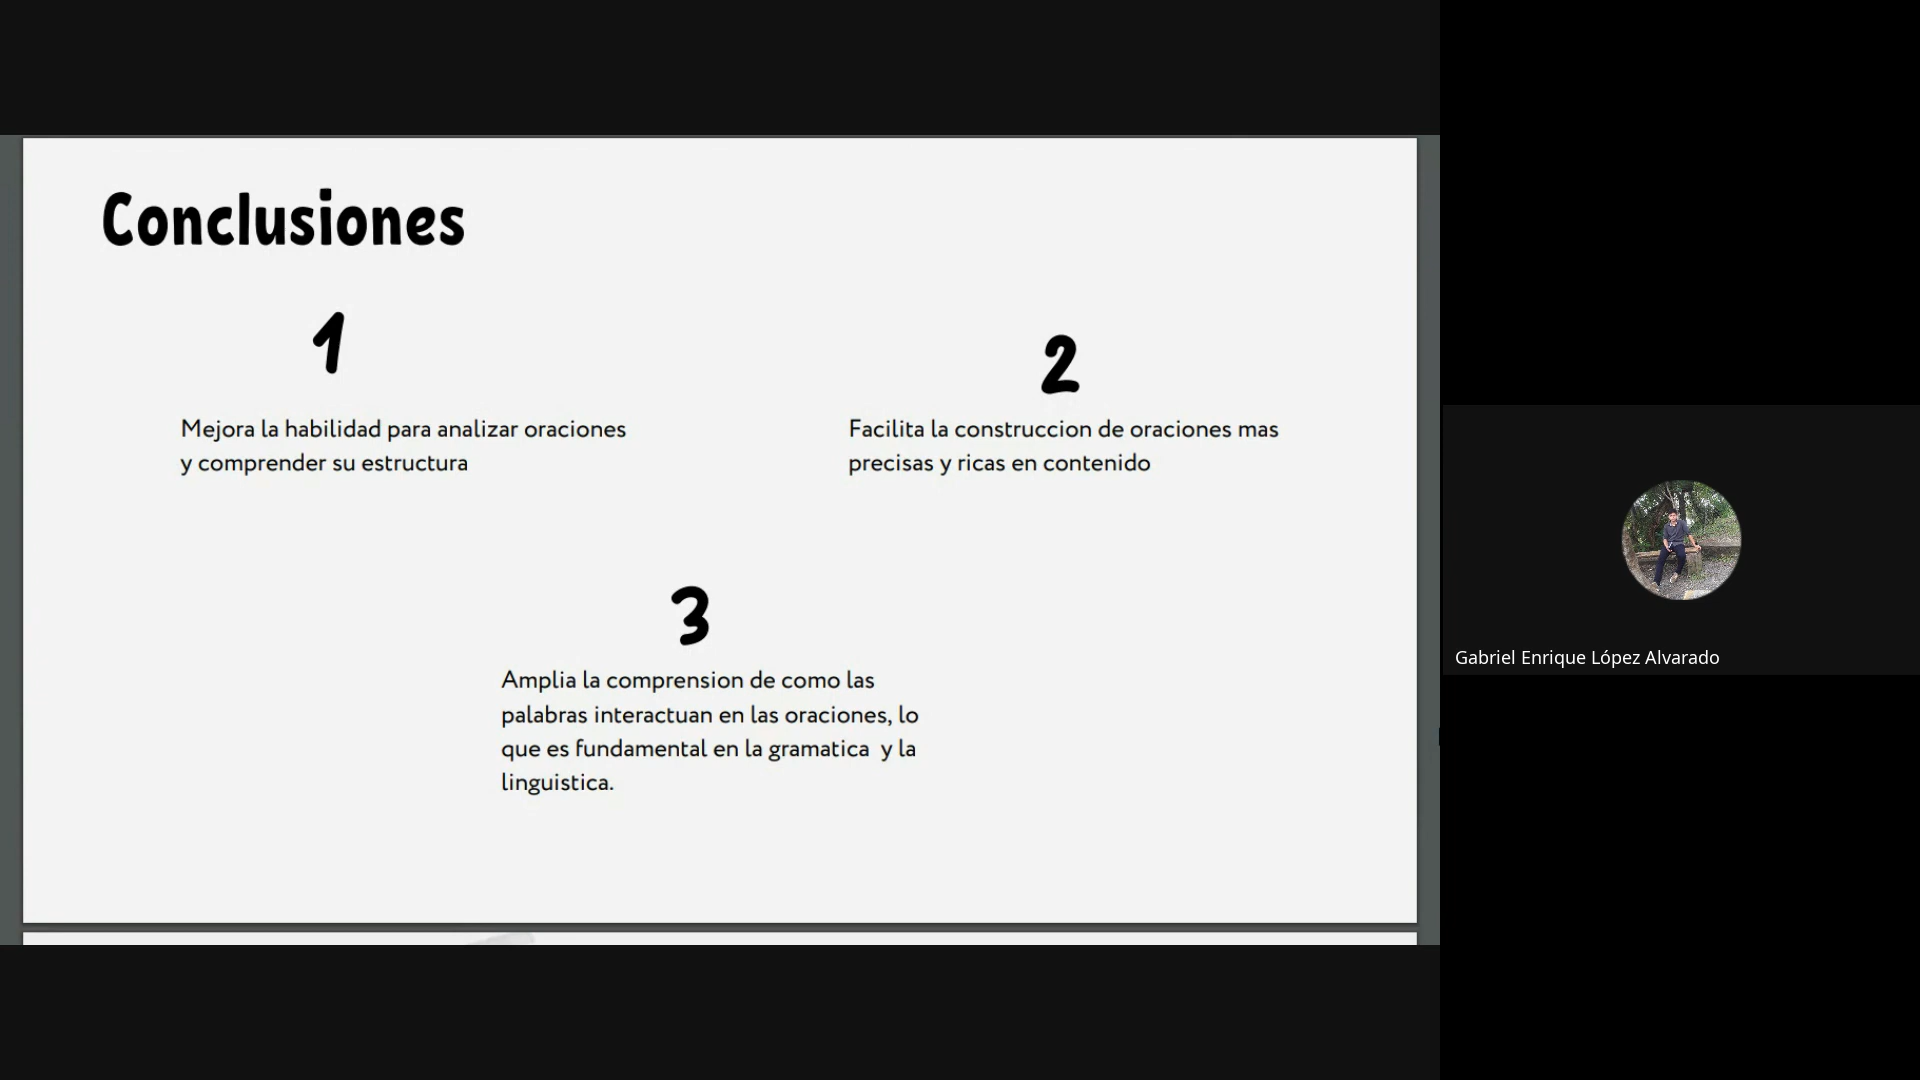 Conclusiones
1
Mejora la habilidad para analizar oraciones
y comprender su estructura
2
Facilita la construccion de oraciones mas
precisas y ricas en contenido
3
Amplia la comprension de como las
palabras interactuan en las oraciones, lo
que es fundamental en la gramatica  y la
linguistica.
Gabriel Enrique López Alvarado